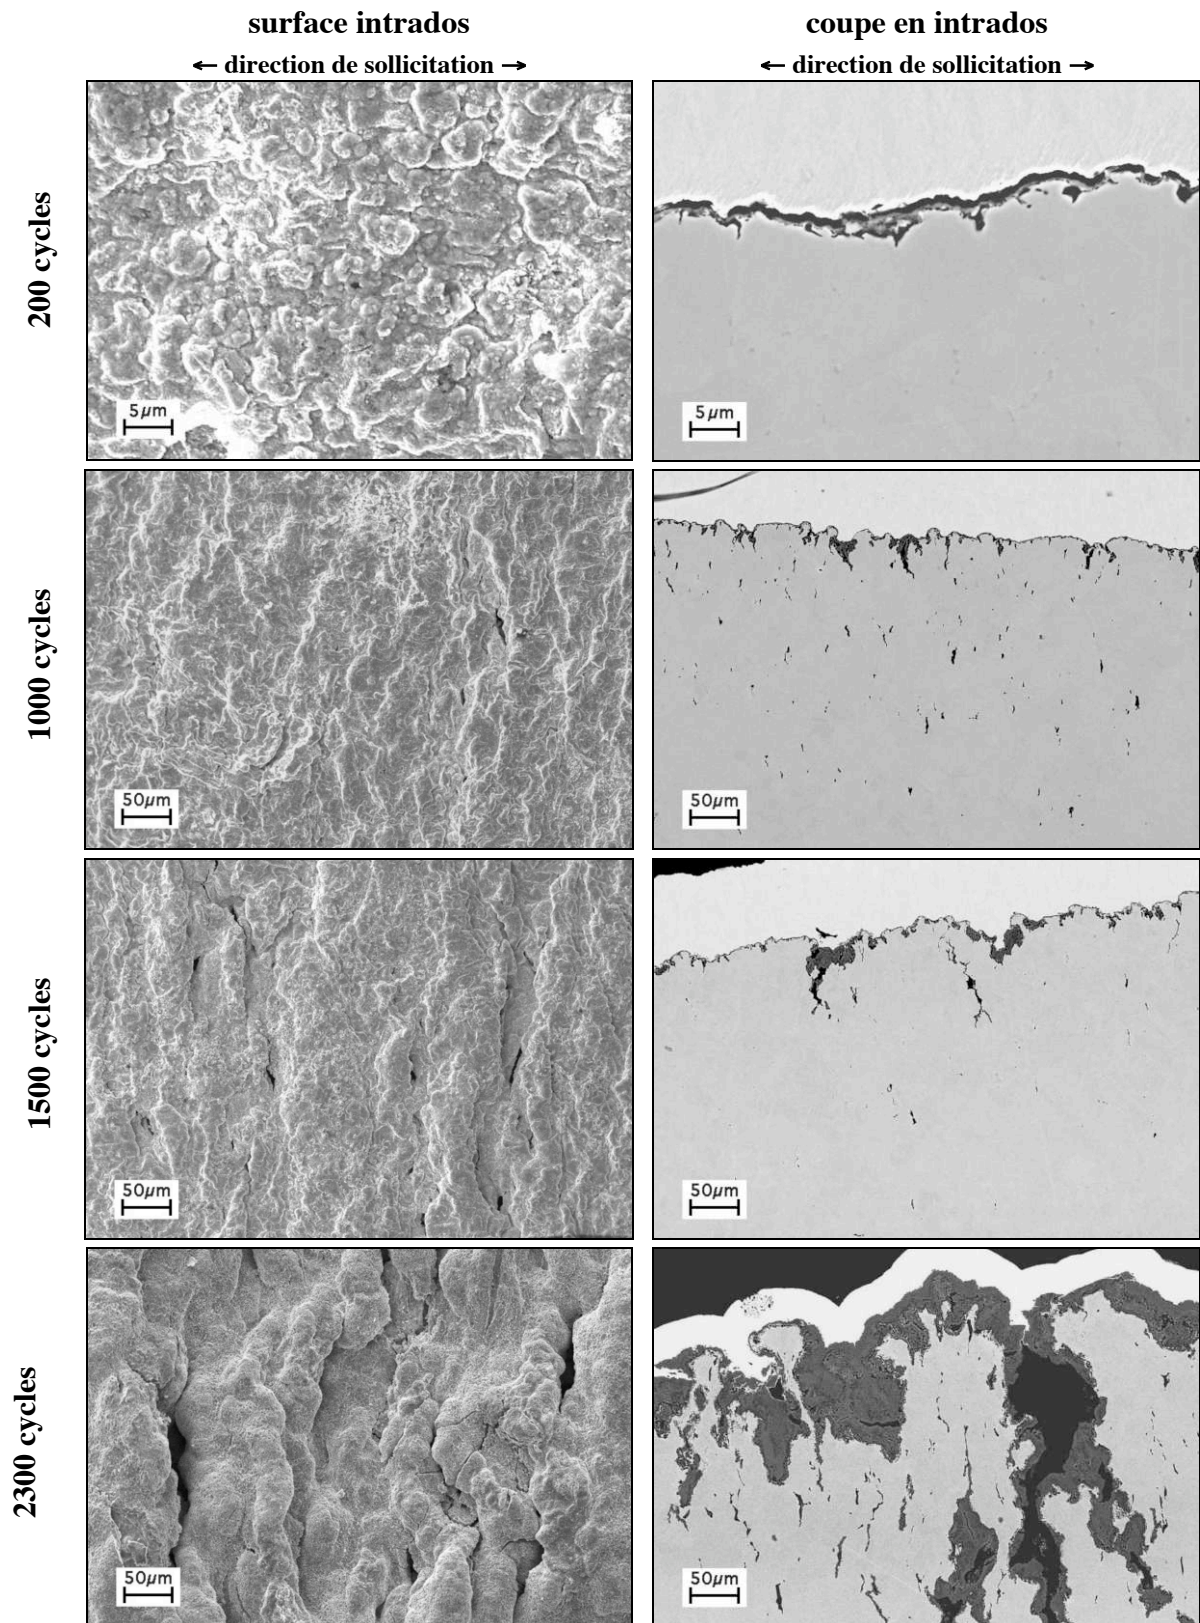 surface intrados
coupe en intrados
← direction de sollicitation →
← direction de sollicitation →
200 cycles
5µm
5µm
1000 cycles
50µm
50µm
1500 cycles
50µm
50µm
2300 cycles
50µm
50µm